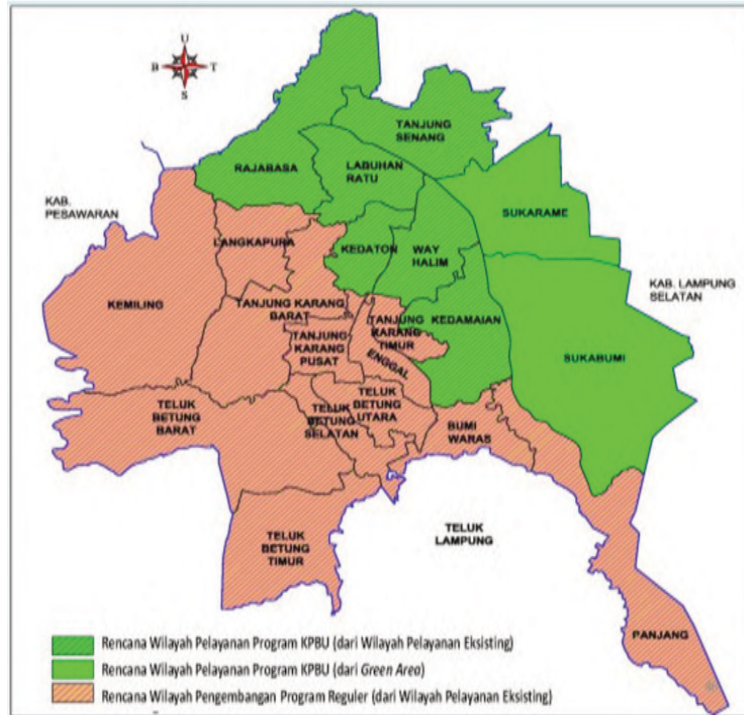 U
B
T
S
TANJUNG
SENANG
RAJABASA
LABUHAN
RATU
KAB.
PESAWARAN
SUKARAME
LANGKAPURA
KEDATON
WAY
HALIM
KAB. LAMPUNG
SELATAN
KEMILING
TANJUNG KARANG
BARAT
TANJUNG
KARANG
TIMUR
KEDAMAIAN
TANJUNG
KARANG
PUSAT
ENGGAL
SUKABUMI
TELUK
BETUNG
BARAT
TELUK
BETUNG
SELATAN
TELUK
BETUNG
UTARA
BUMI
WARAS
TELUK
BETUNG
TIMUR
TELUK
LAMPUNG
PANJANG
Rencana Wilayah Pelayanan Program KPBU (dari Wilayah Pelayanan Eksisting)
Rencana Wilayah Pelayanan Program KPBU (dari Green Area)
Rencana Wilayah Pengembangan Program Reguler (dari Wilayah Pelayanan Eksisting)